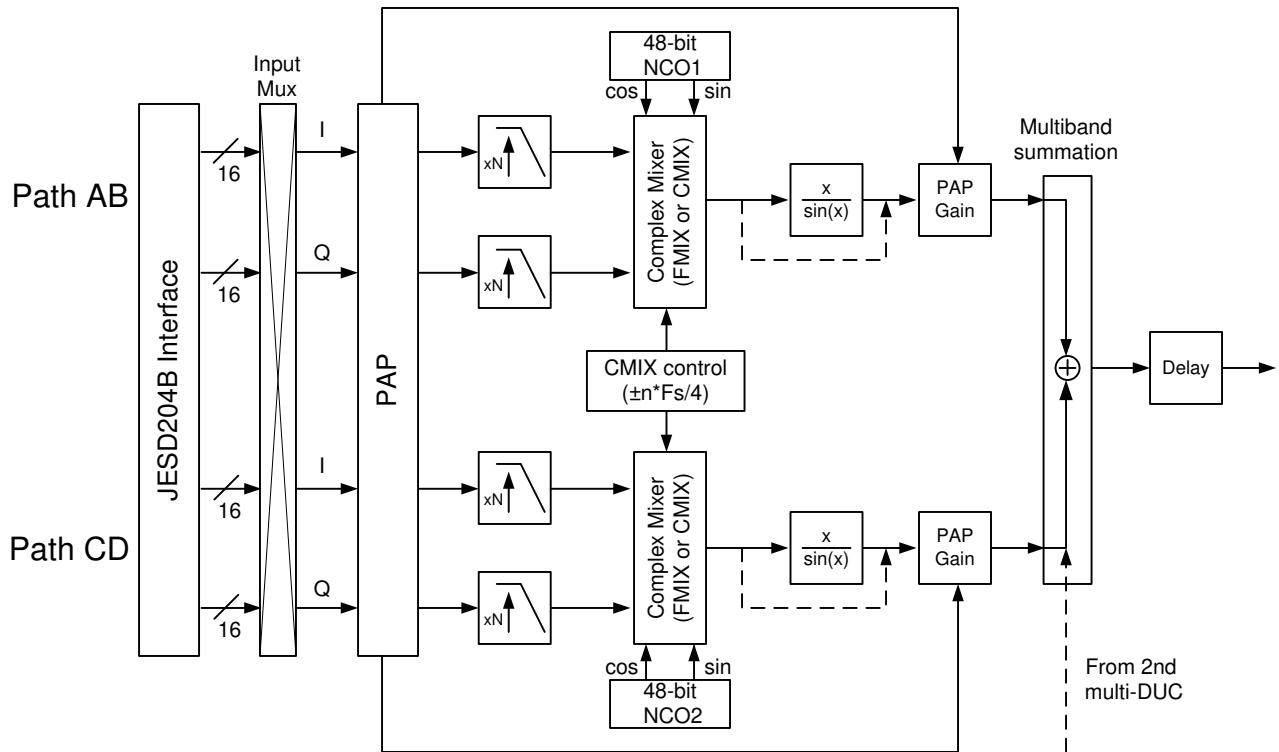 48-bit
NCO1
cos
sin
Input
Mux
I
Multiband
summation
16
xN
Path AB
Complex Mixer
(FMIX or CMIX)
x
sin(x)
PAP
Gain
Q
16
xN
JESD204B Interface
PAP
CMIX control
(±n*Fs/4)
+
Delay
I
16
xN
Path CD
Complex Mixer
(FMIX or CMIX)
x
sin(x)
PAP
Gain
Q
16
xN
cos
sin
48-bit
NCO2
From 2nd
multi-DUC